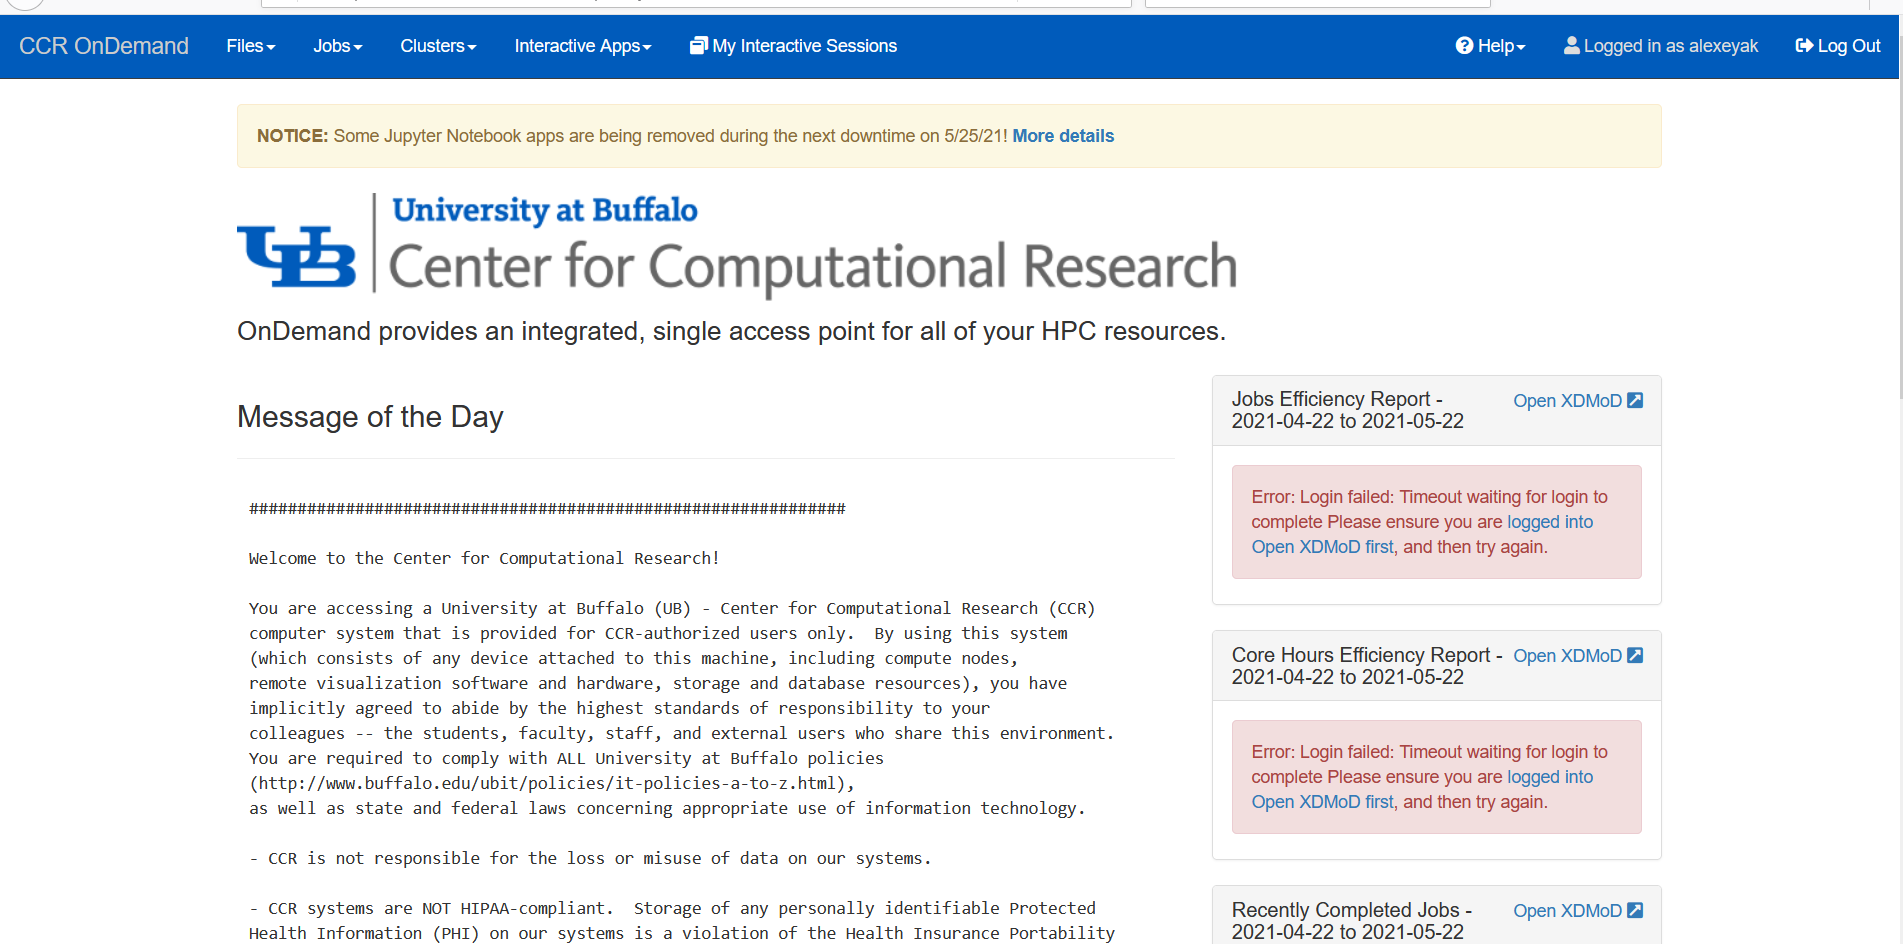 CCR OnDemand Files Jobs Clusters Interactive Apps My Interactive Sessions Help Logged in as alexeyak Log Out
NOTICE: Some Jupyter Notebook apps are being removed during the next downtime on 5/25/21! More details
University at Buffalo
UB Center for Computational Research
OnDemand provides an integrated, single access point for all of your HPC resources.
Message of the Day
##############################################################
Welcome to the Center for Computational Research!
You are accessing a University at Buffalo (UB) - Center for Computational Research (CCR)
computer system that is provided for CCR-authorized users only.  By using this system
(which consists of any device attached to this machine, including compute nodes,
remote visualization software and hardware, storage and database resources), you have
implicitly agreed to abide by the highest standards of responsibility to your
colleagues -- the students, faculty, staff, and external users who share this environment.
You are required to comply with ALL University at Buffalo policies
(http://www.buffalo.edu/ubit/policies/it-policies-a-to-z.html),
as well as state and federal laws concerning appropriate use of information technology.
- CCR is not responsible for the loss or misuse of data on our systems.
- CCR systems are NOT HIPAA-compliant.  Storage of any personally identifiable Protected
Health Information (PHI) on our systems is a violation of the Health Insurance Portability
Jobs Efficiency Report - Open XDMoD
2021-04-22 to 2021-05-22
Error: Login failed: Timeout waiting for login to
complete Please ensure you are logged into
Open XDMoD first, and then try again.
Core Hours Efficiency Report - Open XDMoD
2021-04-22 to 2021-05-22
Error: Login failed: Timeout waiting for login to
complete Please ensure you are logged into
Open XDMoD first, and then try again.
Recently Completed Jobs - Open XDMoD
2021-04-22 to 2021-05-22